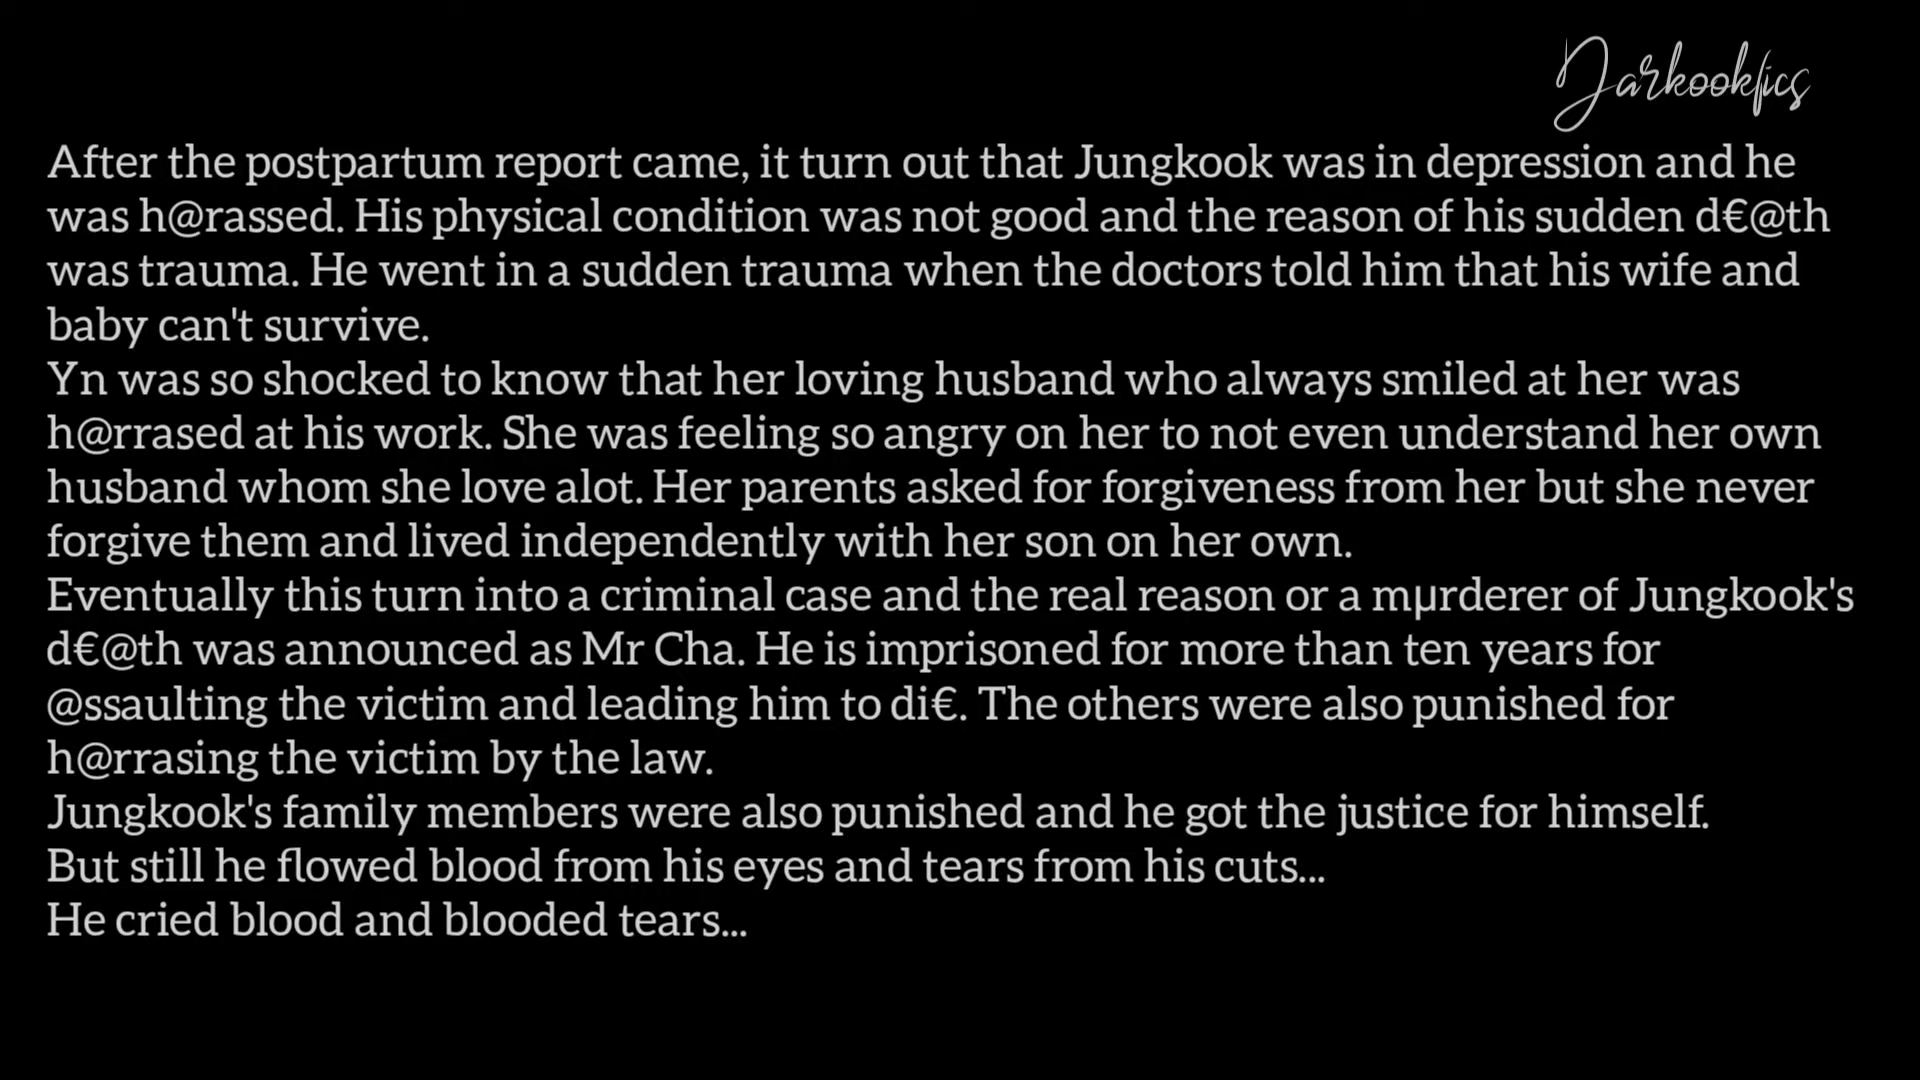 Darkookfics
After the postpartum report came, it turn out that Jungkook was in depression and he
was h@rassed. His physical condition was not good and the reason of his sudden d€@th
was trauma. He went in a sudden trauma when the doctors told him that his wife and
baby can't survive.
Yn was so shocked to know that her loving husband who always smiled at her was
h@rrased at his work. She was feeling so angry on her to not even understand her own
husband whom she love alot. Her parents asked for forgiveness from her but she never
forgive them and lived independently with her son on her own.
Eventually this turn into a criminal case and the real reason or a mµrderer of Jungkook's
d€@th was announced as Mr Cha. He is imprisoned for more than ten years for
@ssaulting the victim and leading him to di€. The others were also punished for
h@rrasing the victim by the law.
Jungkook's family members were also punished and he got the justice for himself.
But still he flowed blood from his eyes and tears from his cuts...
He cried blood and blooded tears...